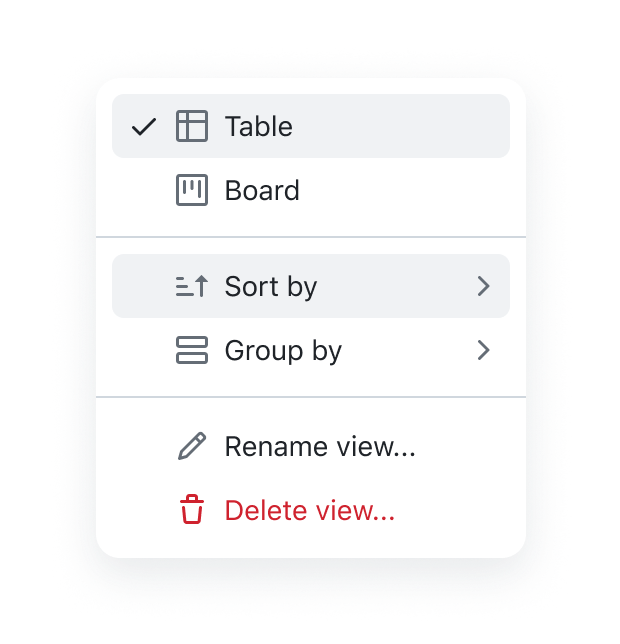 Table
Board
Sort by
Group by
Rename view...
Delete view...